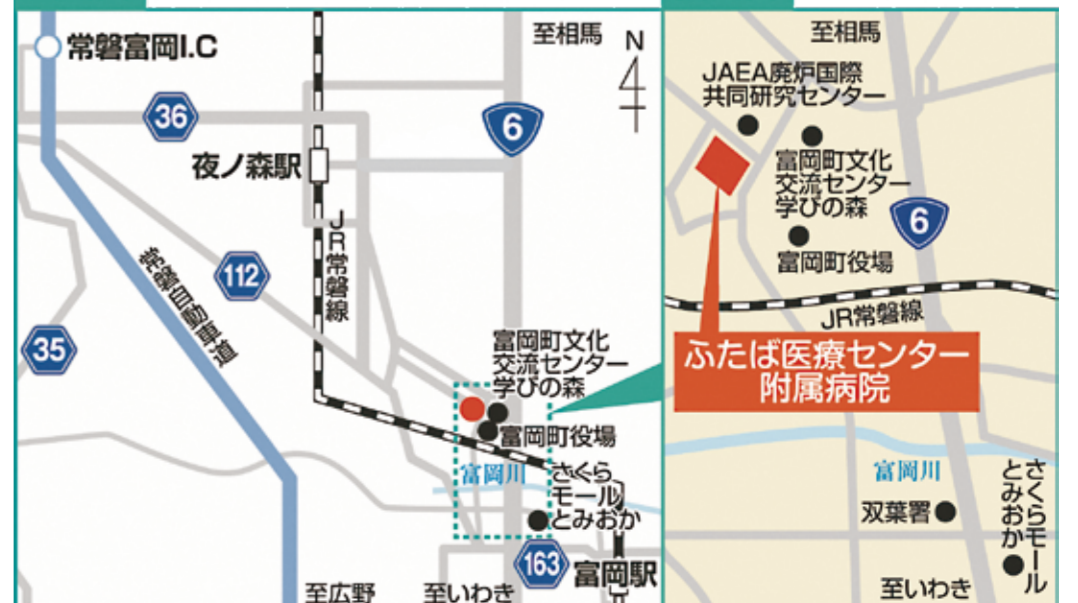 常磐富岡I.C
至相馬
N
4
36
6
夜ノ森駅
JR常磐線
112
常磐自動車道
35
富岡町文化
交流センター
学びの森
富岡町役場
富岡川
さくら
モール
とみおか
163
富岡駅
至広野
至いわき
至相馬
JAEA廃炉国際
共同研究センター
富岡町文化
交流センター
学びの森
6
富岡町役場
JR常磐線
ふたば医療センター
附属病院
富岡川
双葉署
さくらモール
とみおか
至いわき